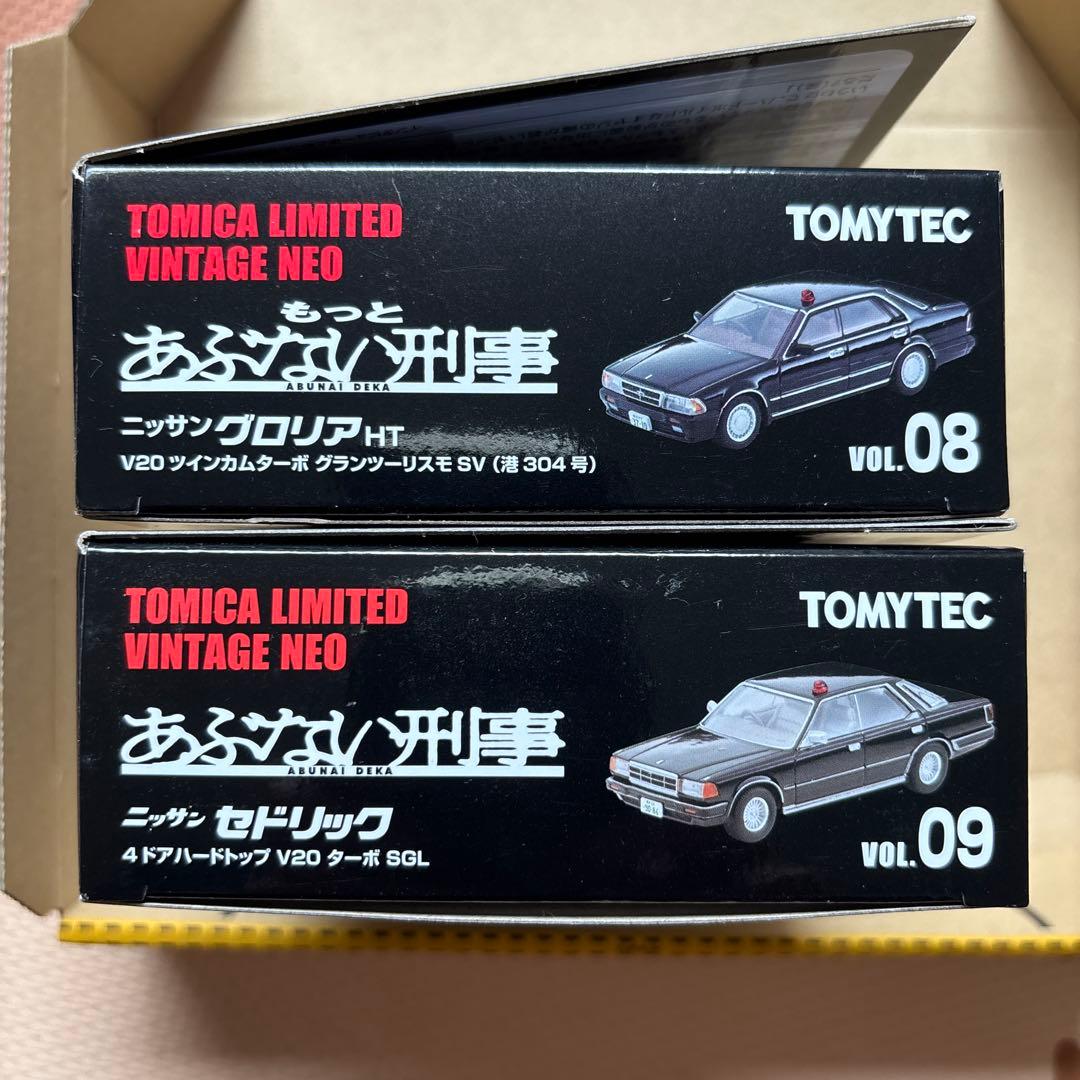 TOMICA LIMITED
VINTAGE NEO
TOMYTEC
もっと
あぶない刑事
ABUNAI DEKA
ニッサン グロリア HT
V20 ツインカムターボ グランツーリスモ SV (港304号)
VOL.08
TOMICA LIMITED
VINTAGE NEO
TOMYTEC
あぶない刑事
ABUNAI DEKA
ニッサン セドリック
4ドアハードトップ V20 ターボ SGL
VOL.09